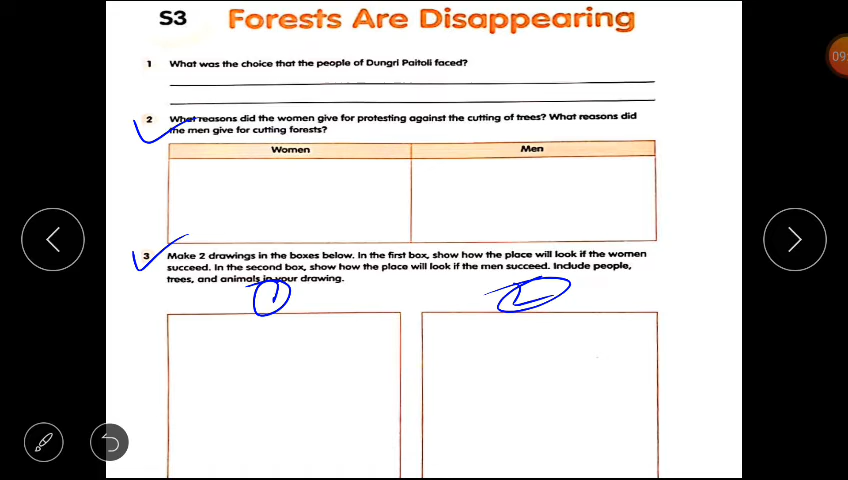 S3 Forests Are Disappearing
1 What was the choice that the people of Dungri Paitoli faced?
2 What reasons did the women give for protesting against the cutting of trees? What reasons did
the men give for cutting forests?
Women Men
3 Make 2 drawings in the boxes below. In the first box, show how the place will look if the women
succeed. In the second box, show how the place will look if the men succeed. Include people,
trees, and animals in your drawing.
1 2
09: